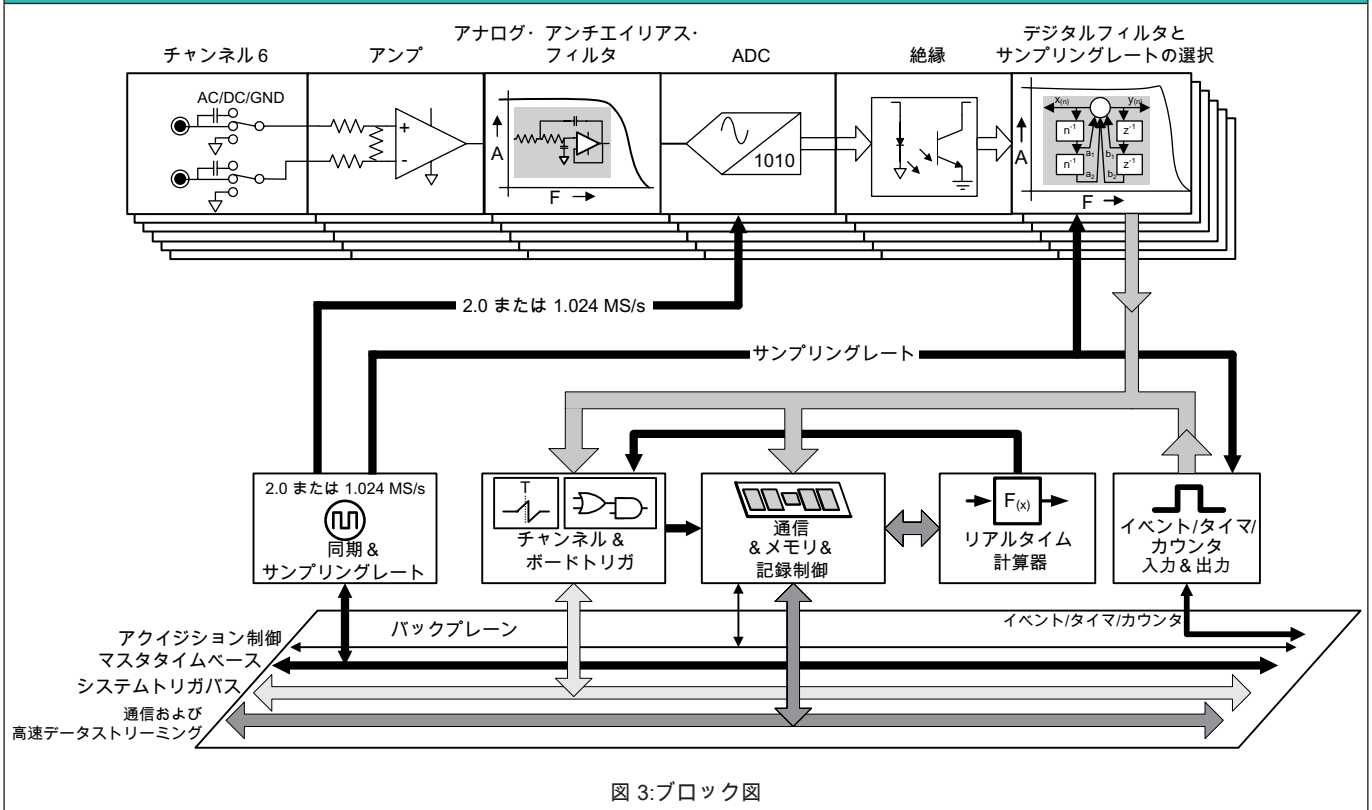 チャンネル 6
アンプ
アナログ・ アンチエイリアス・
フィルタ
ADC
絶縁
デジタルフィルタと
サンプリングレートの選択
AC/DC/GND
+
-
A
F
1010
A
x(n)
y(n)
n-1
z-1
a1
b1
n-1
z-1
a2
b2
F
2.0 または 1.024 MS/s
サンプリングレート
2.0 または 1.024 MS/s
同期 &
サンプリングレート
T
チャンネル &
ボードトリガ
通信
& メモリ&
記録制御
F(x)
リアルタイム
計算器
イベント/タイマ/
カウンタ
入力 & 出力
バックプレーン
イベント/タイマ/カウンタ
アクイジション制御
マスタタイムベース
システムトリガバス
通信および
高速データストリーミング
図 3:ブロック図